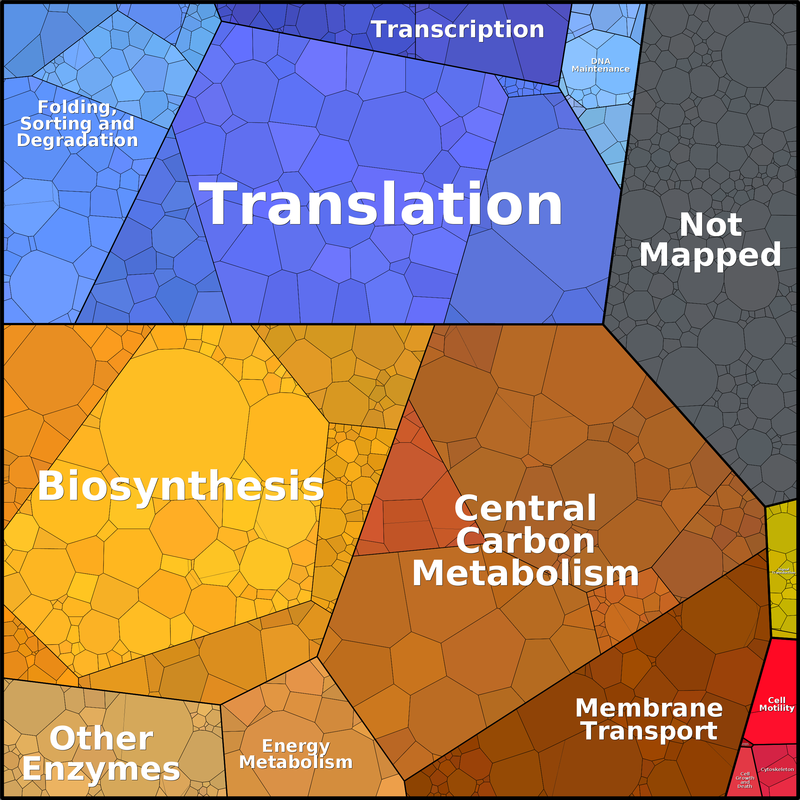 Transcription
DNA
Maintenance
Folding,
Sorting and
Degradation
Translation
Not
Mapped
Biosynthesis
Central
Carbon
Metabolism
Membrane
Transport
Cell
Motility
Other
Enzymes
Energy
Metabolism
Cell
Growth
and
Death
Cytoskeleton